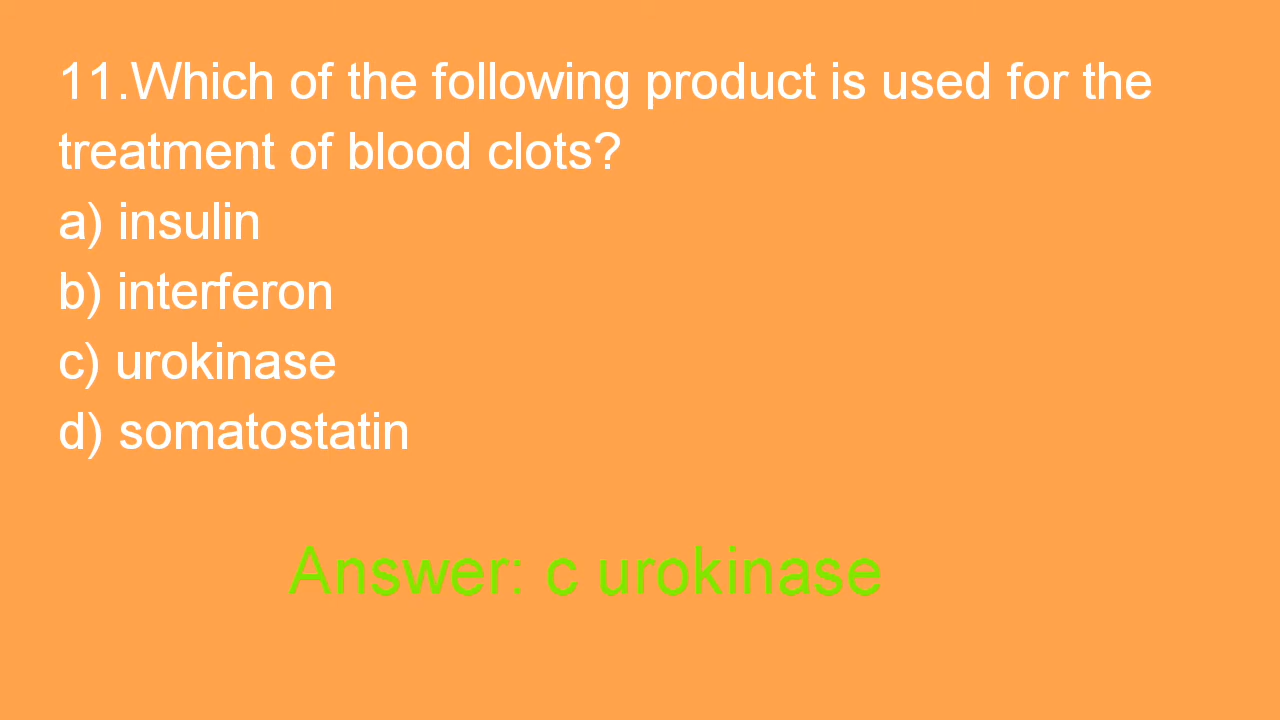 11.Which of the following product is used for the
treatment of blood clots?
a) insulin
b) interferon
c) urokinase
d) somatostatin
Answer: c urokinase